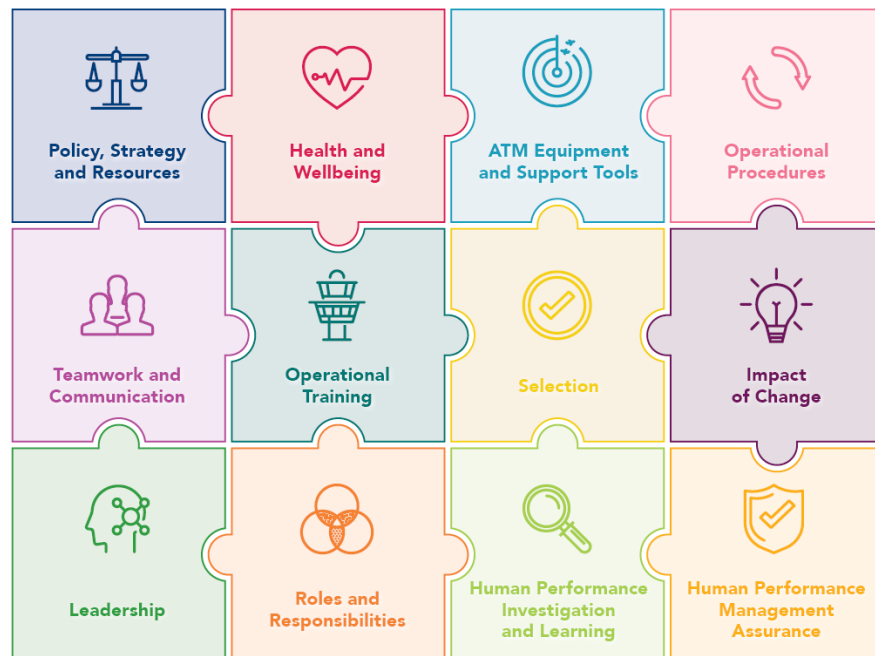 Policy, Strategy
and Resources
Health and
Wellbeing
ATM Equipment
and Support Tools
Operational
Procedures
Teamwork and
Communication
Operational
Training
Selection
Impact
of Change
Leadership
Roles and
Responsibilities
Human Performance
Investigation
and Learning
Human Performance
Management
Assurance